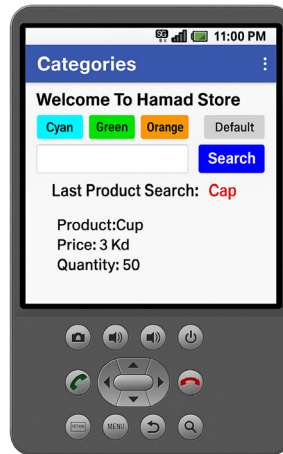 11:00 PM
Categories
Welcome To Hamad Store
Cyan Green Orange Default
Search
Last Product Search: Cap
Product:Cup
Price: 3 Kd
Quantity: 50
MENU